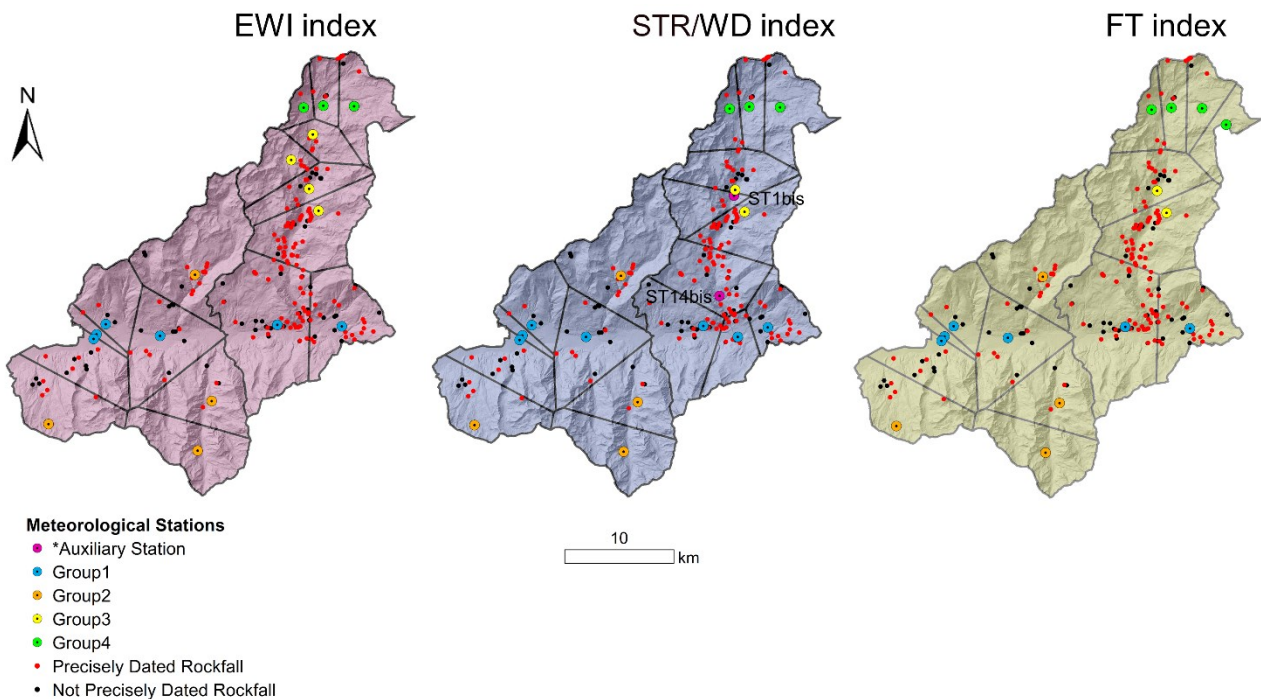 EWI index
STR/WD index
FT index
N
ST1bis
ST14bis
Meteorological Stations
*Auxiliary Station
Group1
Group2
Group3
Group4
Precisely Dated Rockfall
Not Precisely Dated Rockfall
10
km